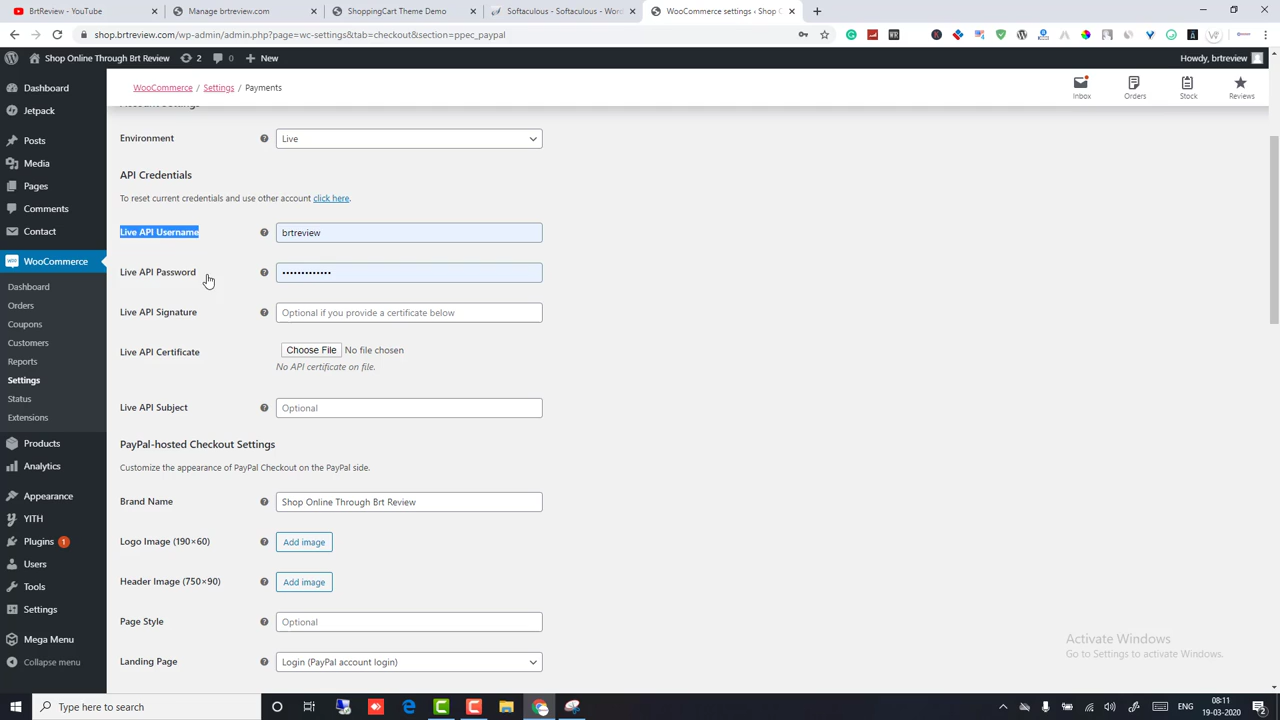 BrtReview - YouTube
Manage brtreview.com
ShoppingCart Theme Demo
Softaculous - Softaculous - Wor
WooCommerce settings ‹ Shop C
shop.brtreview.com/wp-admin/admin.php?page=wc-settings&tab=checkout&section=ppec_paypal
Shop Online Through Brt Review
2
0
New
Howdy, brtreview
WooCommerce / Settings / Payments
Inbox
Orders
Stock
Reviews
Dashboard
Jetpack
Posts
Media
Pages
Comments
Contact
WooCommerce
Dashboard
Orders
Coupons
Customers
Reports
Settings
Status
Extensions
Products
Analytics
Appearance
YITH
Plugins 1
Users
Tools
Settings
Mega Menu
Collapse menu
Account Settings
Environment
Live
API Credentials
To reset current credentials and use other account click here.
Live API Username
brtreview
Live API Password
•••••••••••••
Live API Signature
Optional if you provide a certificate below
Live API Certificate
Choose File No file chosen
No API certificate on file.
Live API Subject
Optional
PayPal-hosted Checkout Settings
Customize the appearance of PayPal Checkout on the PayPal side.
Brand Name
Shop Online Through Brt Review
Logo Image (190×60)
Add image
Header Image (750×90)
Add image
Page Style
Optional
Landing Page
Login (PayPal account login)
Activate Windows
Go to Settings to activate Windows.
Type here to search
08:11
19-03-2020
2